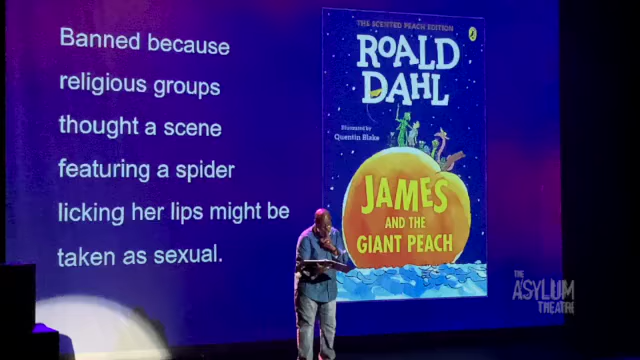 Banned because
religious groups
thought a scene
featuring a spider
licking her lips might be
taken as sexual.
THE SCENTED PEACH EDITION
ROALD
DAHL
Illustrated by
Quentin Blake
JAMES
AND THE
GIANT PEACH
THE
ASYLUM
THEATRE